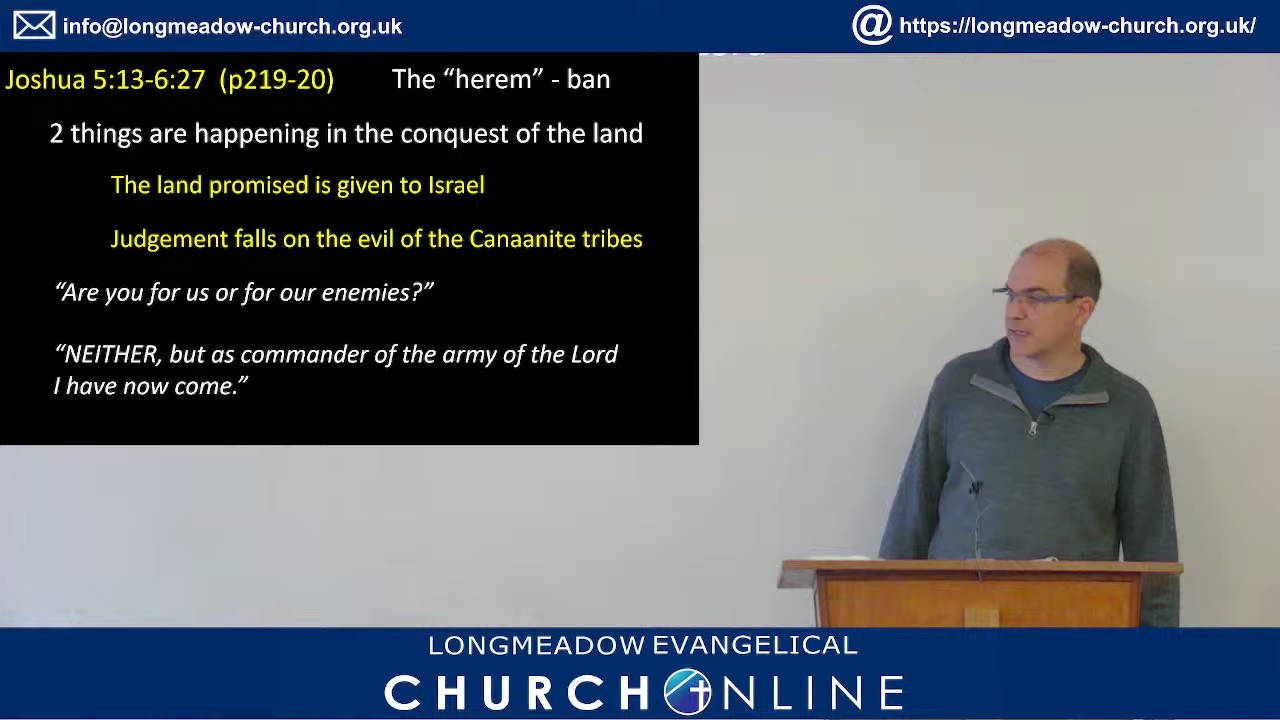 info@longmeadow-church.org.uk
https://longmeadow-church.org.uk/
Joshua 5:13-6:27 (p219-20)
The “herem” - ban
2 things are happening in the conquest of the land
The land promised is given to Israel
Judgement falls on the evil of the Canaanite tribes
“Are you for us or for our enemies?”
“NEITHER, but as commander of the army of the Lord
I have now come.”
LONGMEADOW EVANGELICAL
CHURCH ONLINE